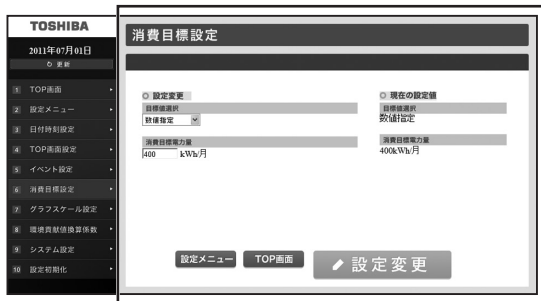 TOSHIBA
2011年07月01日
更新
1 TOP画面
2 設定メニュー
3 日付時刻設定
4 TOP画面設定
5 イベント設定
6 消費目標設定
7 グラフスケール設定
8 環境貢献値換算係数
9 システム設定
10 設定初期化
消費目標設定
設定変更
目標値選択
数値指定
消費目標電力量
400 kWh/月
現在の設定値
目標値選択
数値指定
消費目標電力量
400kWh/月
設定メニュー
TOP画面
設定変更